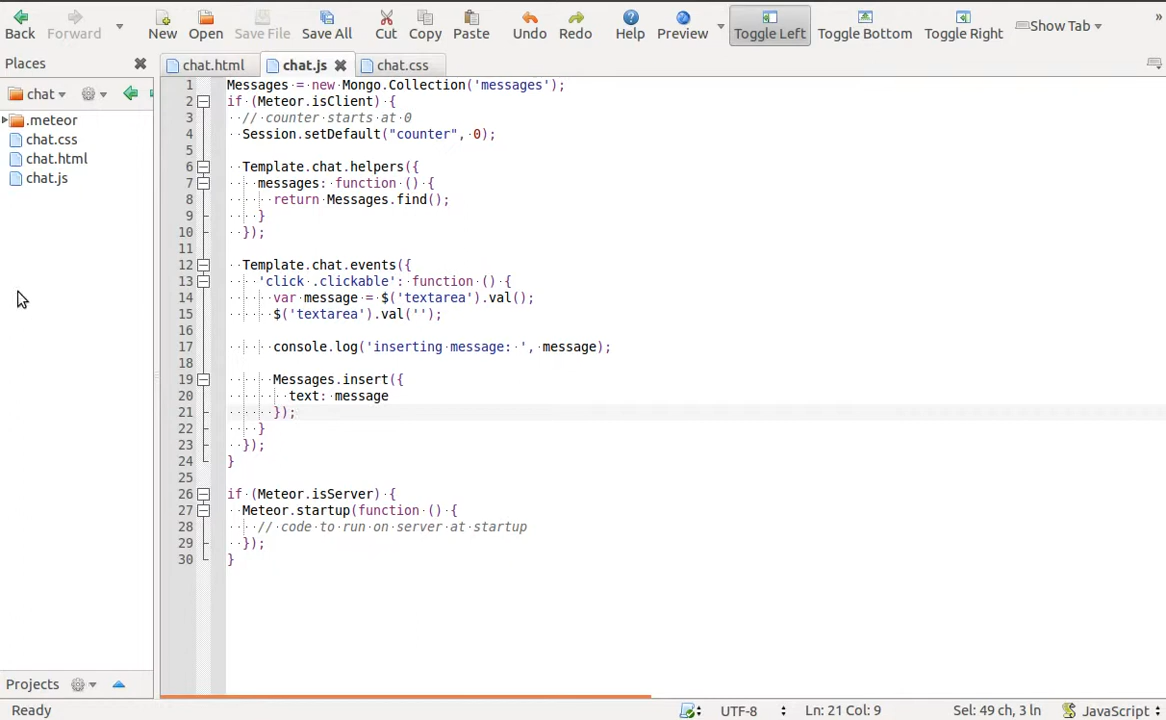 Back Forward New Open Save File Save All Cut Copy Paste Undo Redo Help Preview Toggle Left Toggle Bottom Toggle Right Show Tab »
Places
chat.html chat.js chat.css
chat
.meteor
chat.css
chat.html
chat.js
1 Messages = new Mongo.Collection('messages');
2 if (Meteor.isClient) {
3 // counter starts at 0
4 Session.setDefault("counter", 0);
5
6 Template.chat.helpers({
7 messages: function () {
8 return Messages.find();
9 }
10 });
11
12 Template.chat.events({
13 'click .clickable': function () {
14 var message = $('textarea').val();
15 $('textarea').val('');
16
17 console.log('inserting message: ', message);
18
19 Messages.insert({
20 text: message
21 });
22 }
23 });
24 }
25
26 if (Meteor.isServer) {
27 Meteor.startup(function () {
28 // code to run on server at startup
29 });
30 }
Projects
Ready UTF-8 Ln: 21 Col: 9 Sel: 49 ch, 3 ln JavaScript